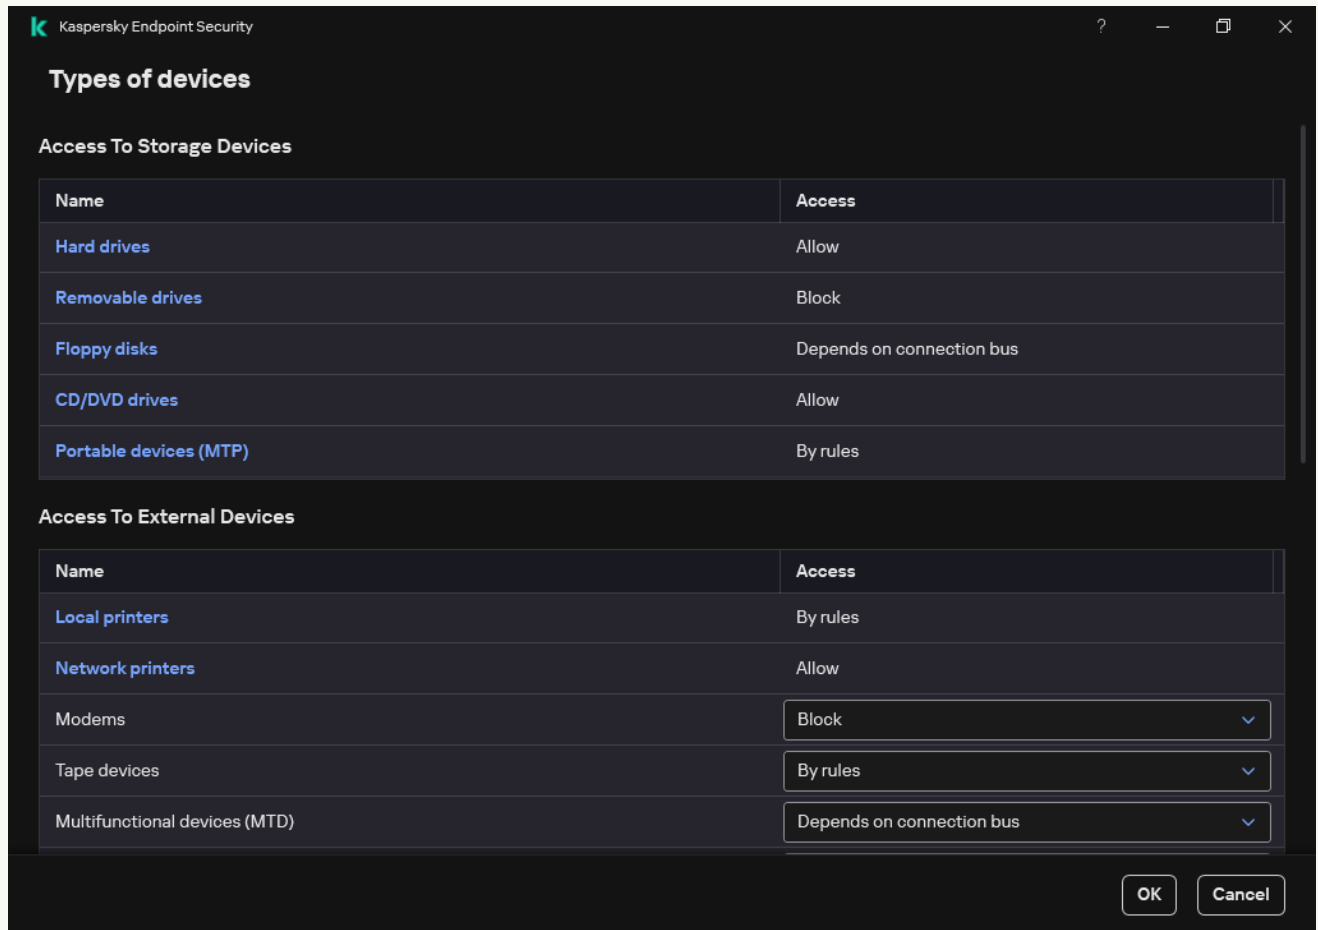 Kaspersky Endpoint Security
Types of devices
Access To Storage Devices
Name Access
Hard drives Allow
Removable drives Block
Floppy disks Depends on connection bus
CD/DVD drives Allow
Portable devices (MTP) By rules
Access To External Devices
Name Access
Local printers By rules
Network printers Allow
Modems Block
Tape devices By rules
Multifunctional devices (MTD) Depends on connection bus
OK Cancel